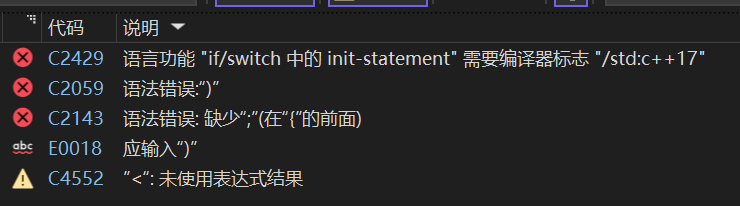 代码 说明
C2429 语言功能 "if/switch 中的 init-statement" 需要编译器标志 "/std:c++17"
C2059 语法错误:“)”
C2143 语法错误: 缺少“;”(在“{”的前面)
abc E0018 应输入“)”
C4552 “<”: 未使用表达式结果